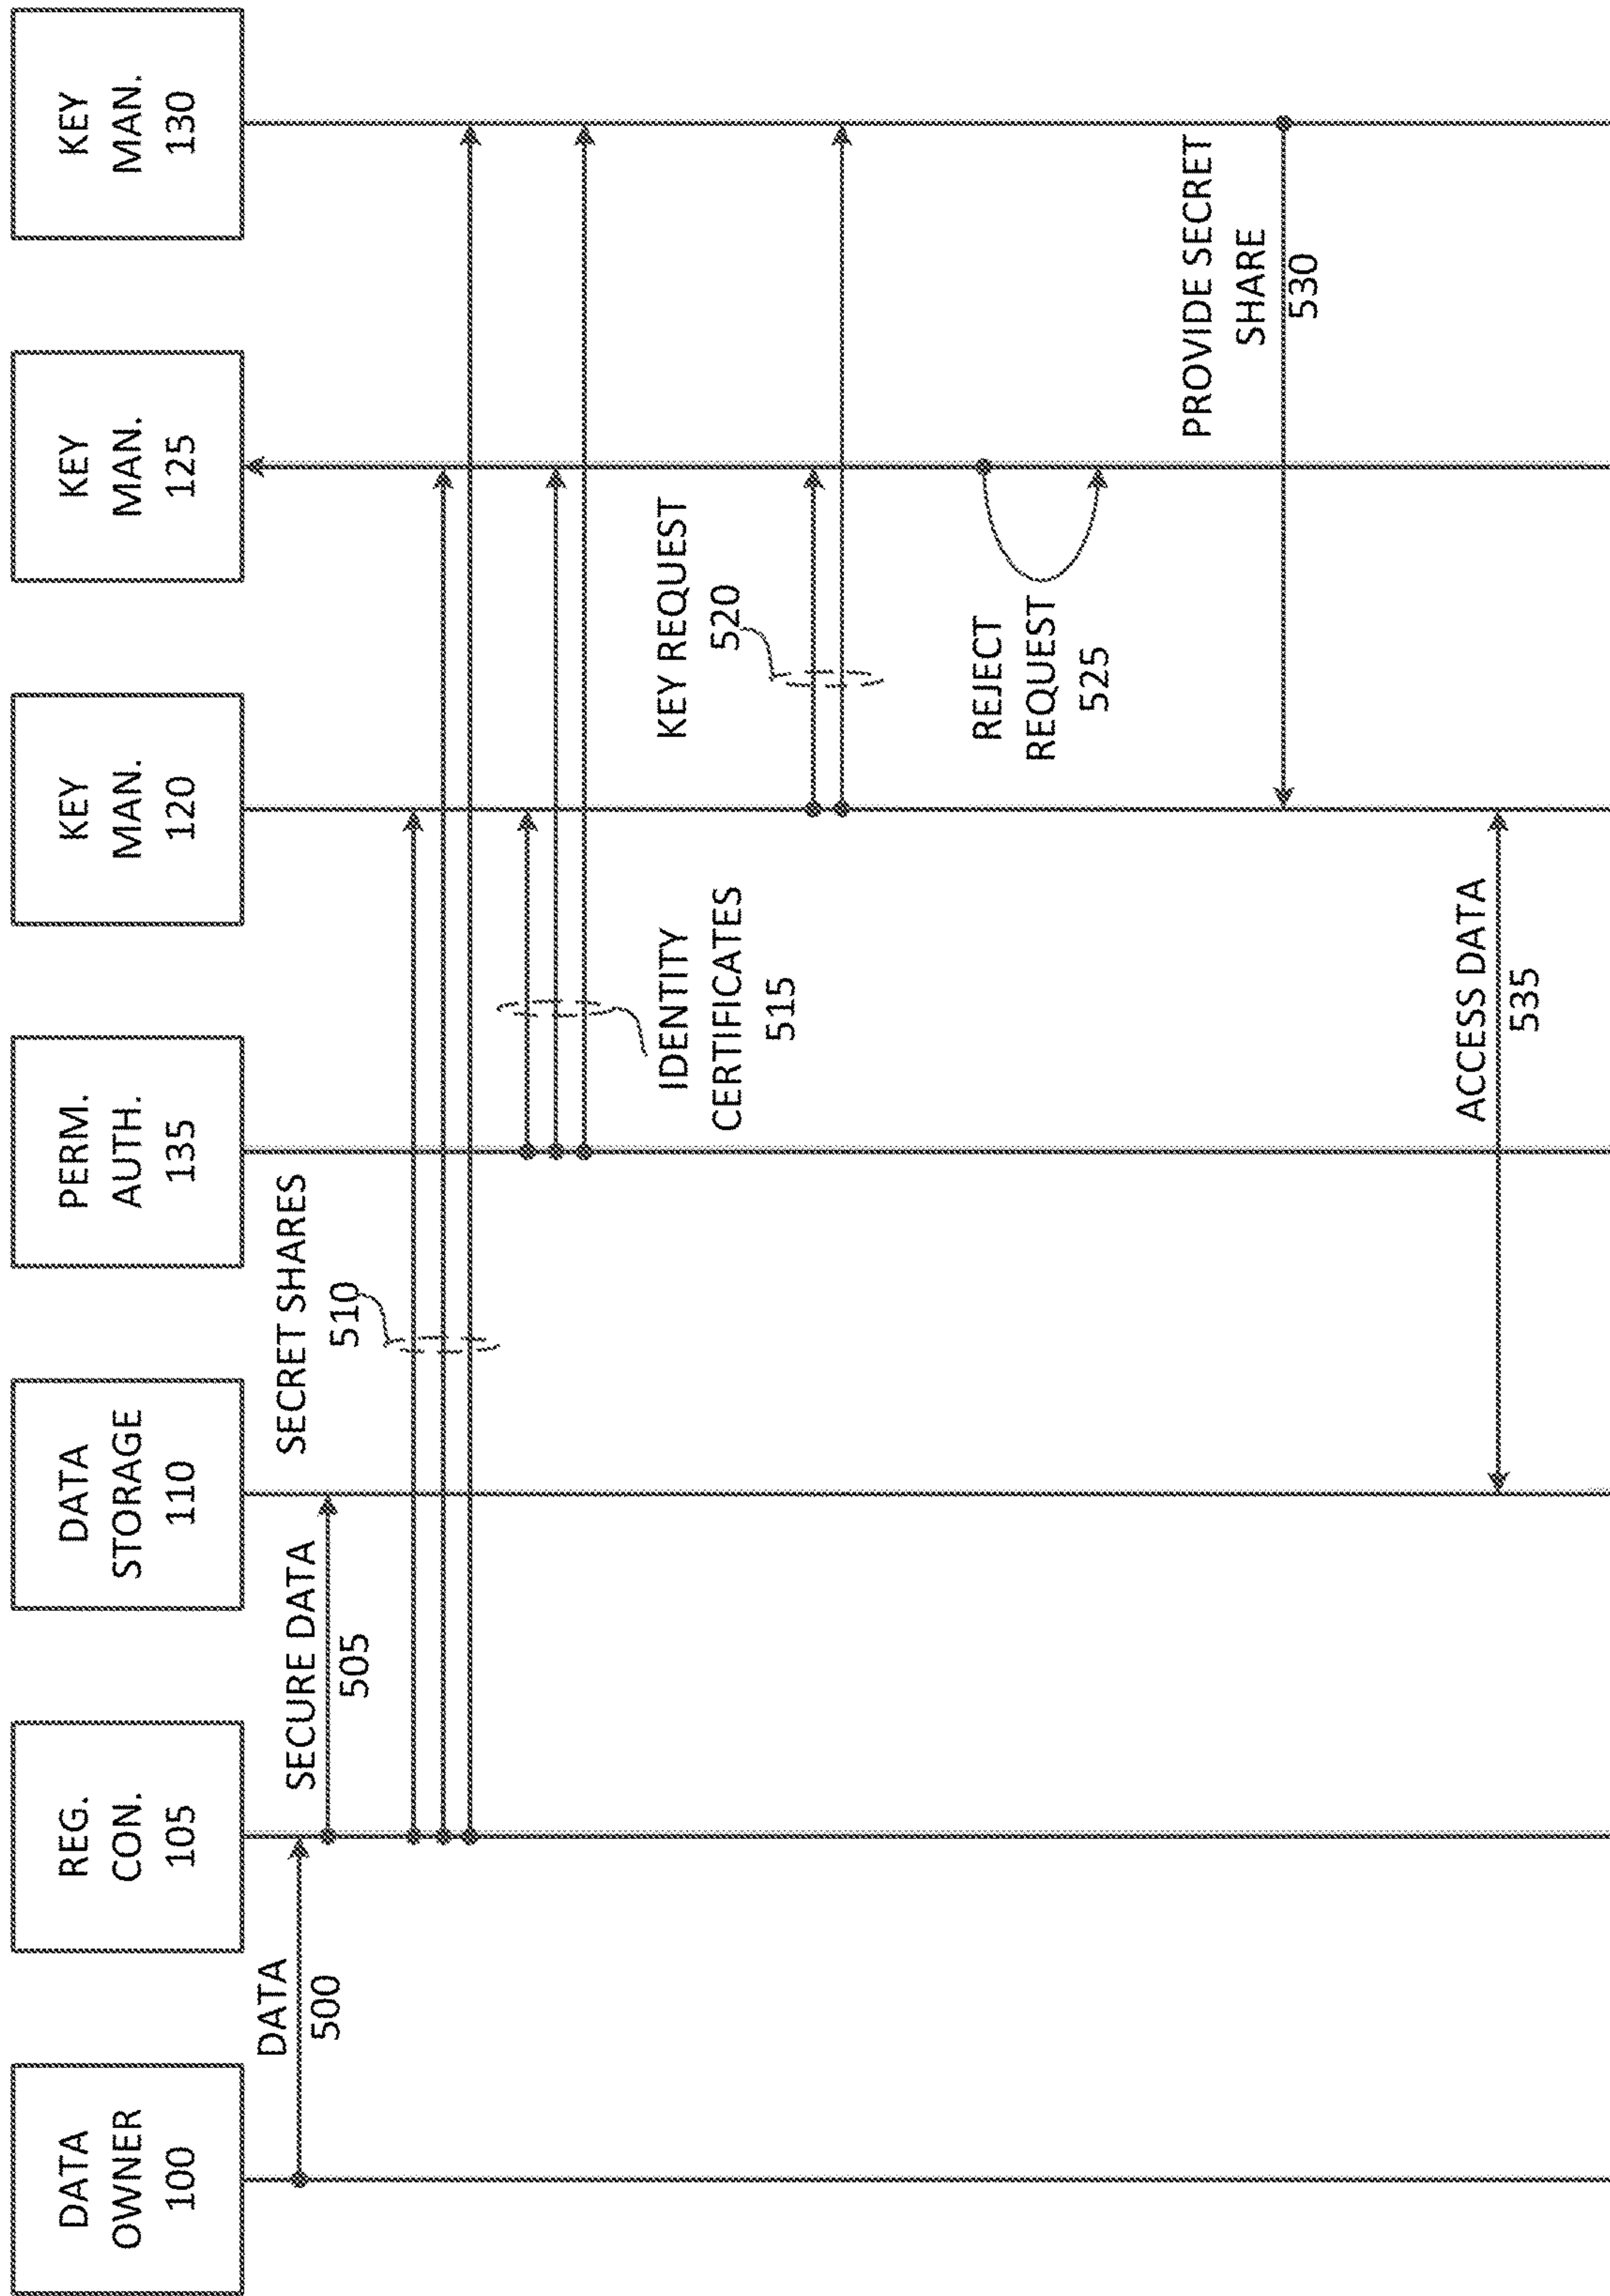 DATA
OWNER
100
REG.
CON.
105
DATA
STORAGE
110
PERM.
AUTH.
135
KEY
MAN.
120
KEY
MAN.
125
KEY
MAN.
130
DATA
500
SECURE DATA
505
SECRET SHARES
510
IDENTITY
CERTIFICATES
515
KEY REQUEST
520
REJECT
REQUEST
525
PROVIDE SECRET
SHARE
530
ACCESS DATA
535